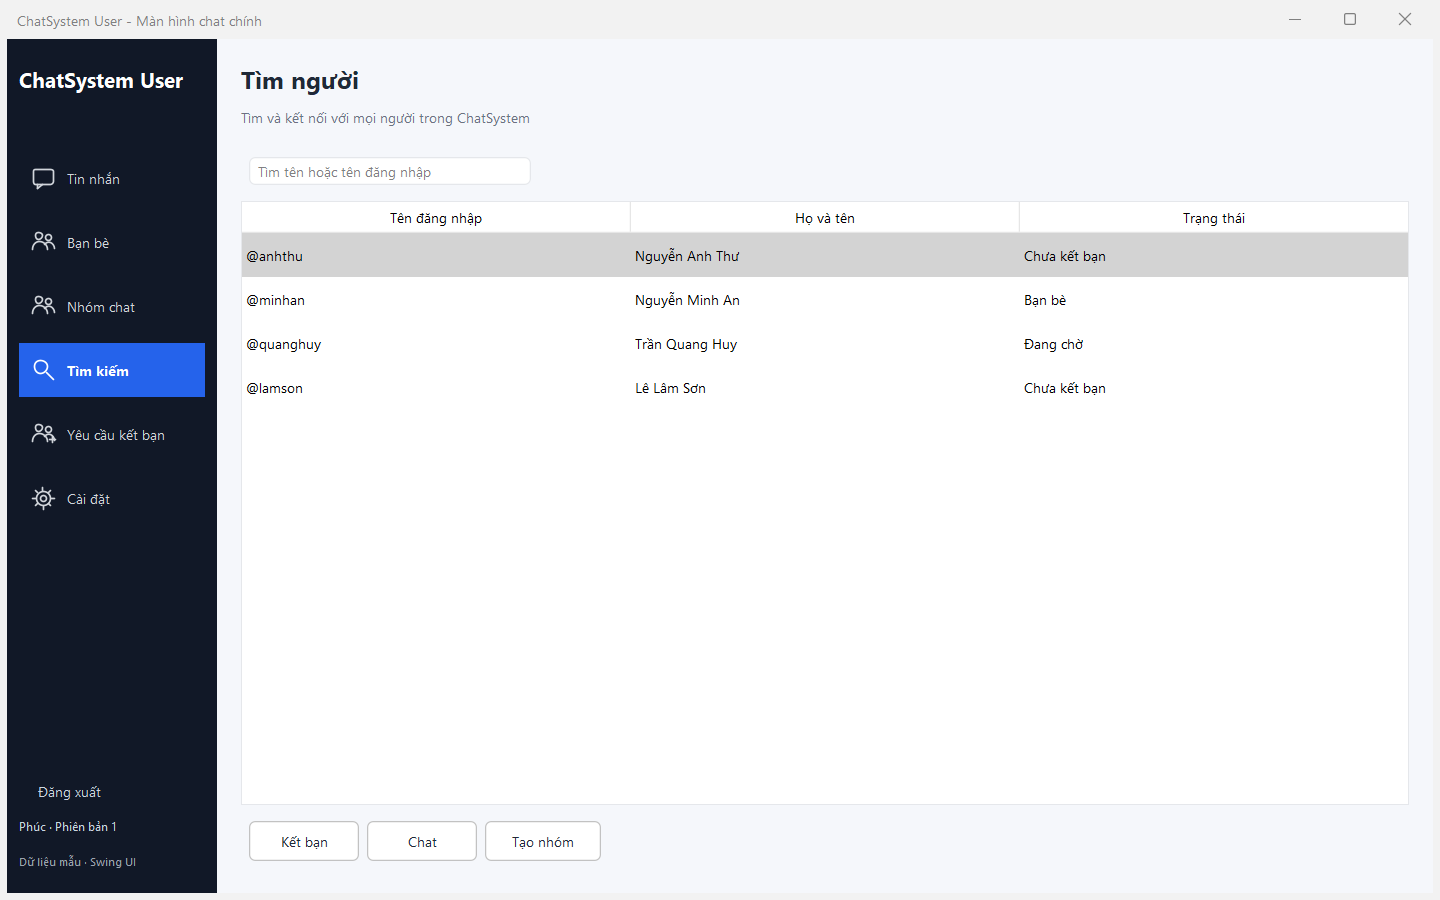 ChatSystem User - Màn hình chat chính
ChatSystem User
Tin nhắn
Bạn bè
Nhóm chat
Tìm kiếm
Yêu cầu kết bạn
Cài đặt
Đăng xuất
Phúc · Phiên bản 1
Dữ liệu mẫu · Swing UI
Tìm người
Tìm và kết nối với mọi người trong ChatSystem
Tìm tên hoặc tên đăng nhập
Tên đăng nhập Họ và tên Trạng thái
@anhthu Nguyễn Anh Thư Chưa kết bạn
@minhan Nguyễn Minh An Bạn bè
@quanghuy Trần Quang Huy Đang chờ
@lamson Lê Lâm Sơn Chưa kết bạn
Kết bạn Chat Tạo nhóm